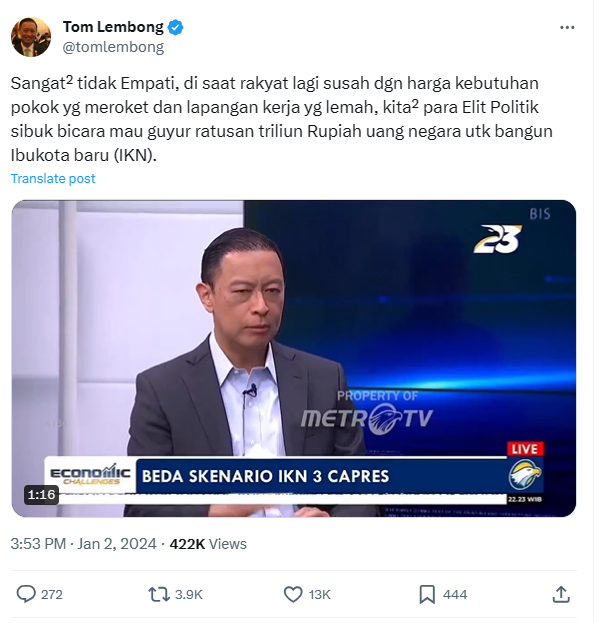 Tom Lembong
@tomlembong
Sangat² tidak Empati, di saat rakyat lagi susah dgn harga kebutuhan
pokok yg meroket dan lapangan kerja yg lemah, kita² para Elit Politik
sibuk bicara mau guyur ratusan triliun Rupiah uang negara utk bangun
Ibukota baru (IKN).
Translate post
BIS
23
PROPERTY OF
METRO TV
LIVE
ECONOMIC
CHALLENGES
BEDA SKENARIO IKN 3 CAPRES
1:16
22.23 WIB
3:53 PM · Jan 2, 2024 · 422K Views
272
3.9K
13K
444